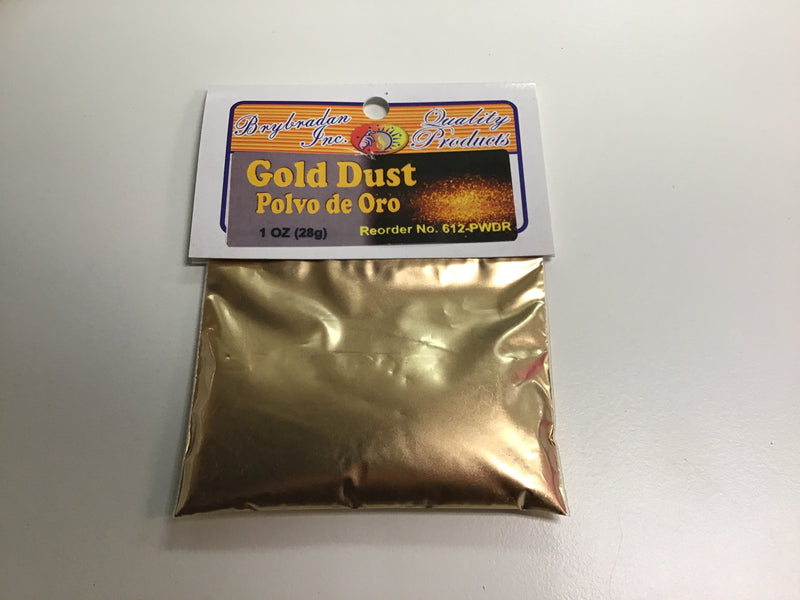 Brybradan Inc.
Quality Products
Gold Dust
Polvo de Oro
1 OZ (28g) Reorder No. 612-PWDR